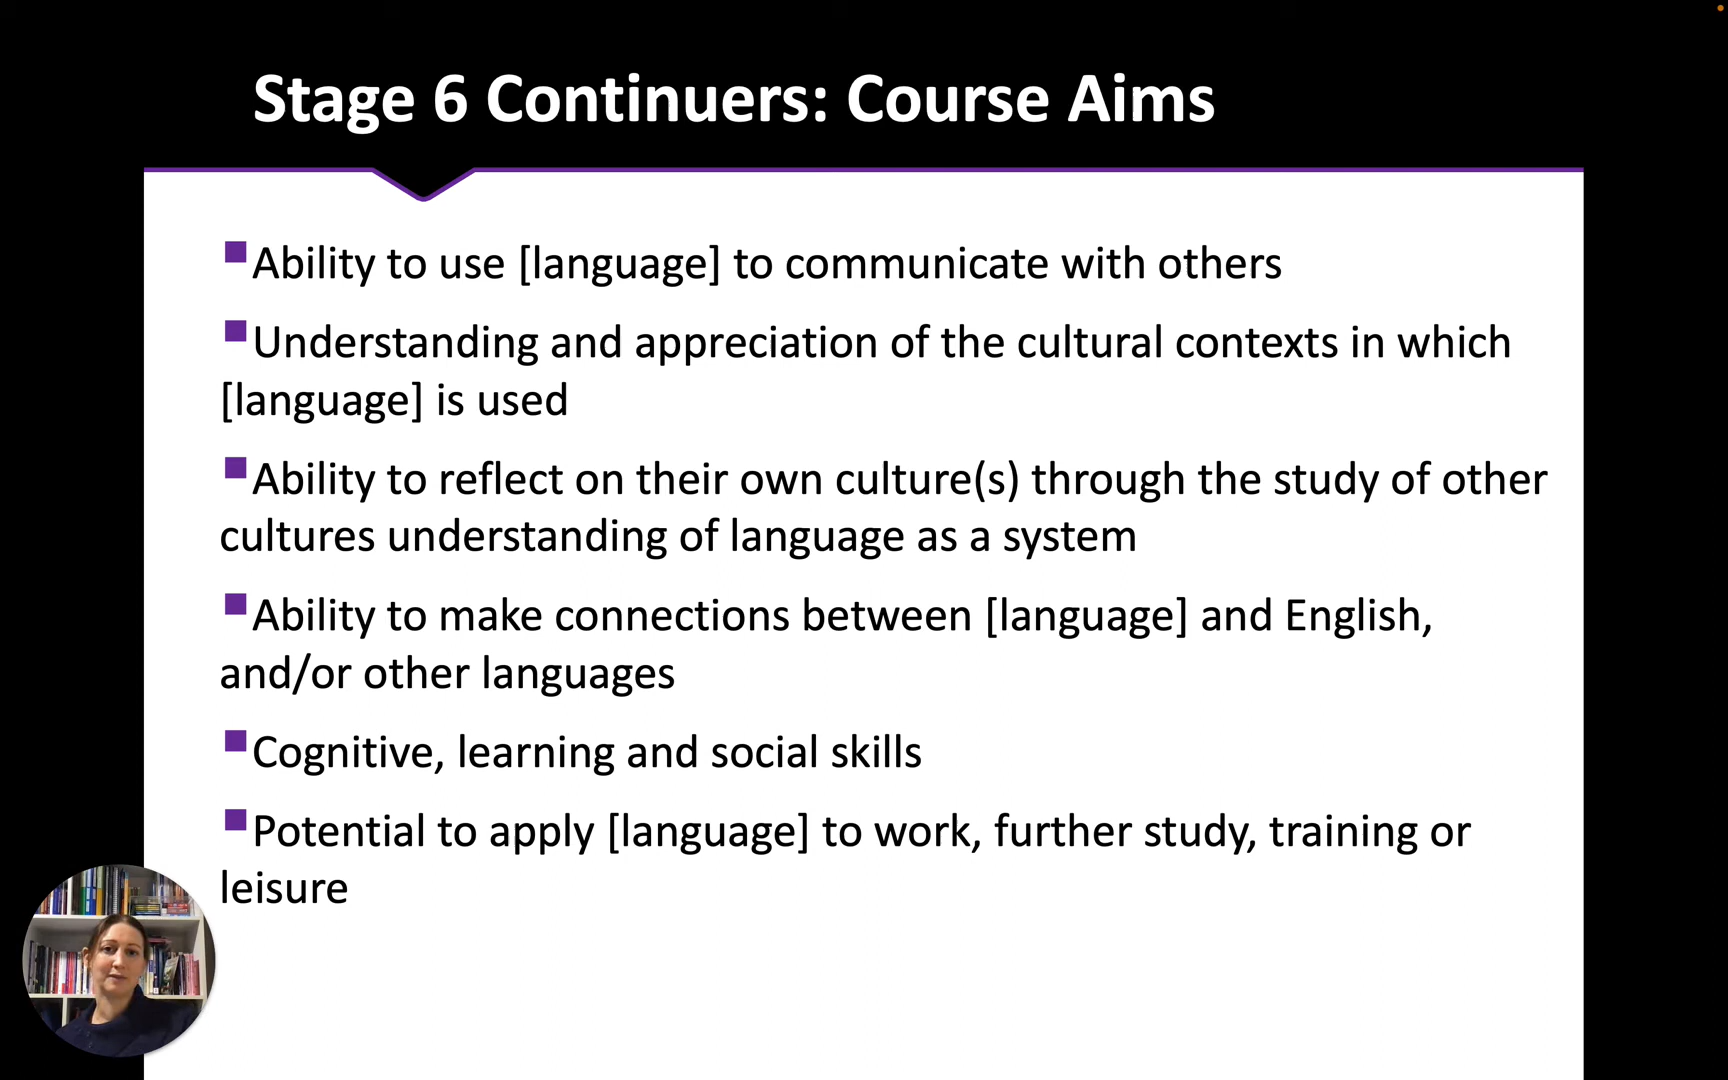 Stage 6 Continuers: Course Aims
Ability to use [language] to communicate with others
Understanding and appreciation of the cultural contexts in which
[language] is used
Ability to reflect on their own culture(s) through the study of other
cultures understanding of language as a system
Ability to make connections between [language] and English,
and/or other languages
Cognitive, learning and social skills
Potential to apply [language] to work, further study, training or
leisure